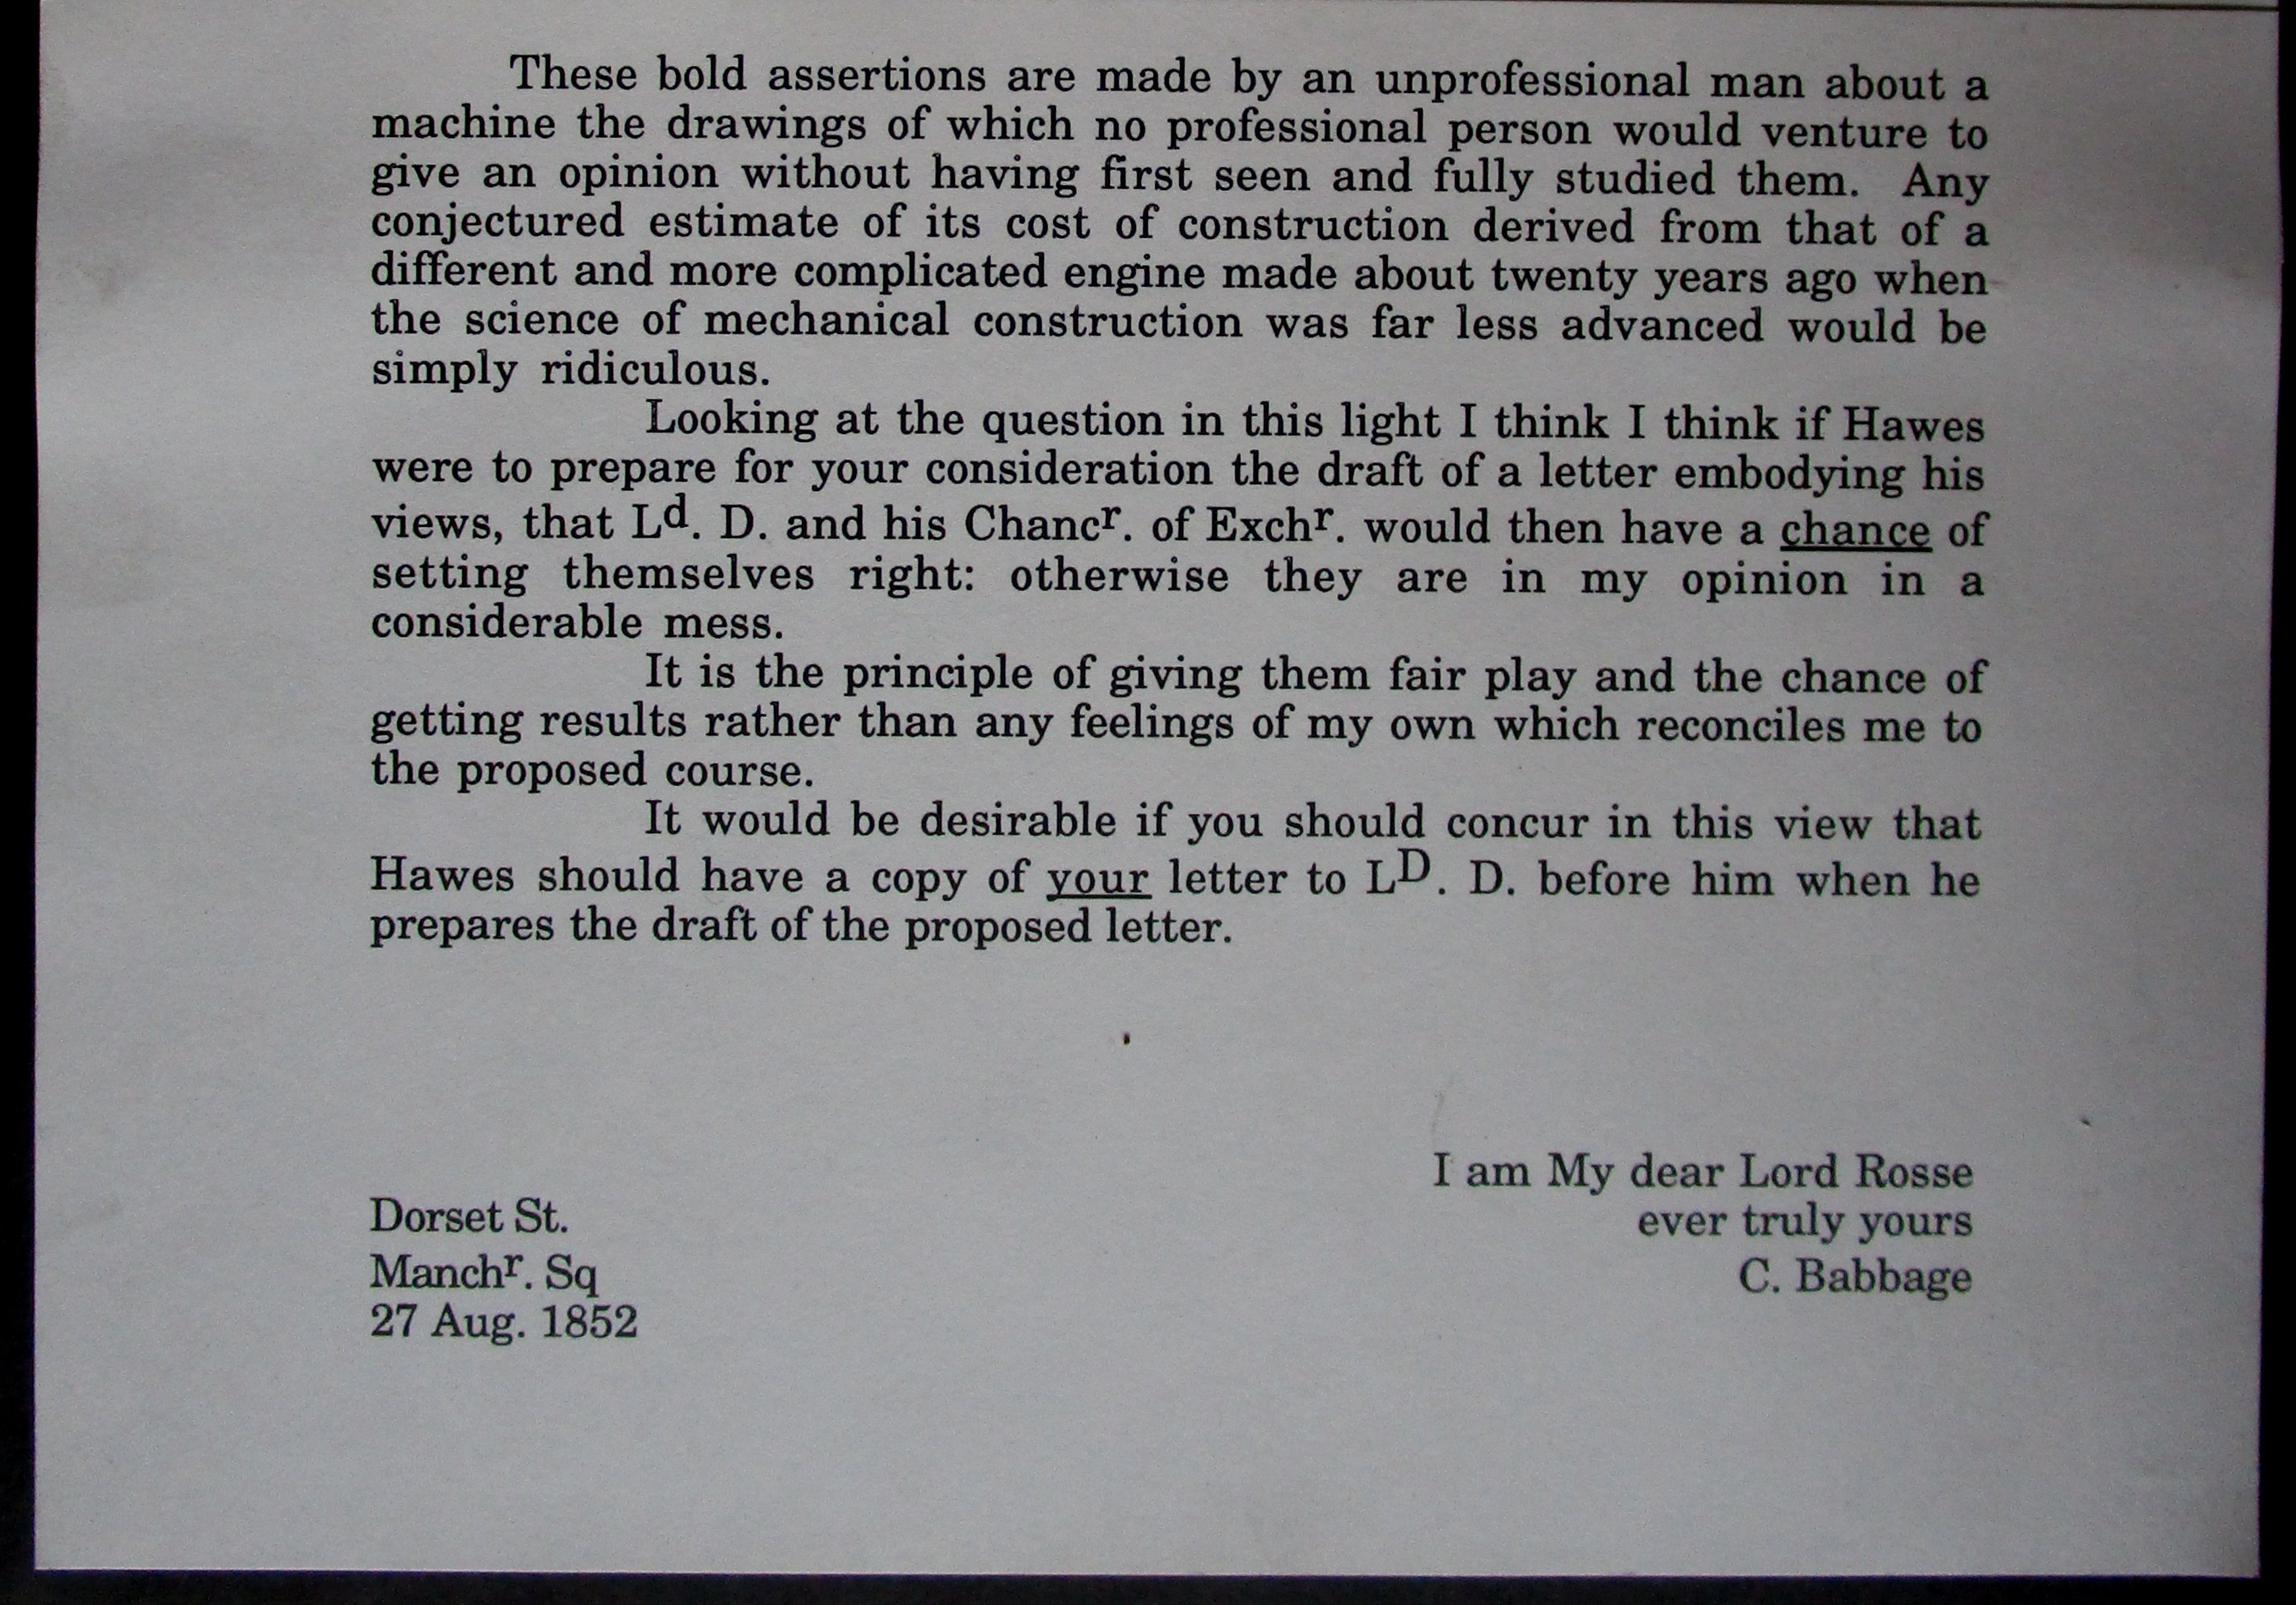 These bold assertions are made by an unprofessional man about a
machine the drawings of which no professional person would venture to
give an opinion without having first seen and fully studied them. Any
conjectured estimate of its cost of construction derived from that of a
different and more complicated engine made about twenty years ago when
the science of mechanical construction was far less advanced would be
simply ridiculous.
Looking at the question in this light I think I think if Hawes
were to prepare for your consideration the draft of a letter embodying his
views, that Lᵈ. D. and his Chancʳ. of Exchʳ. would then have a chance of
setting themselves right: otherwise they are in my opinion in a
considerable mess.
It is the principle of giving them fair play and the chance of
getting results rather than any feelings of my own which reconciles me to
the proposed course.
It would be desirable if you should concur in this view that
Hawes should have a copy of your letter to Lᴰ. D. before him when he
prepares the draft of the proposed letter.
I am My dear Lord Rosse
ever truly yours
C. Babbage
Dorset St.
Manchʳ. Sq
27 Aug. 1852